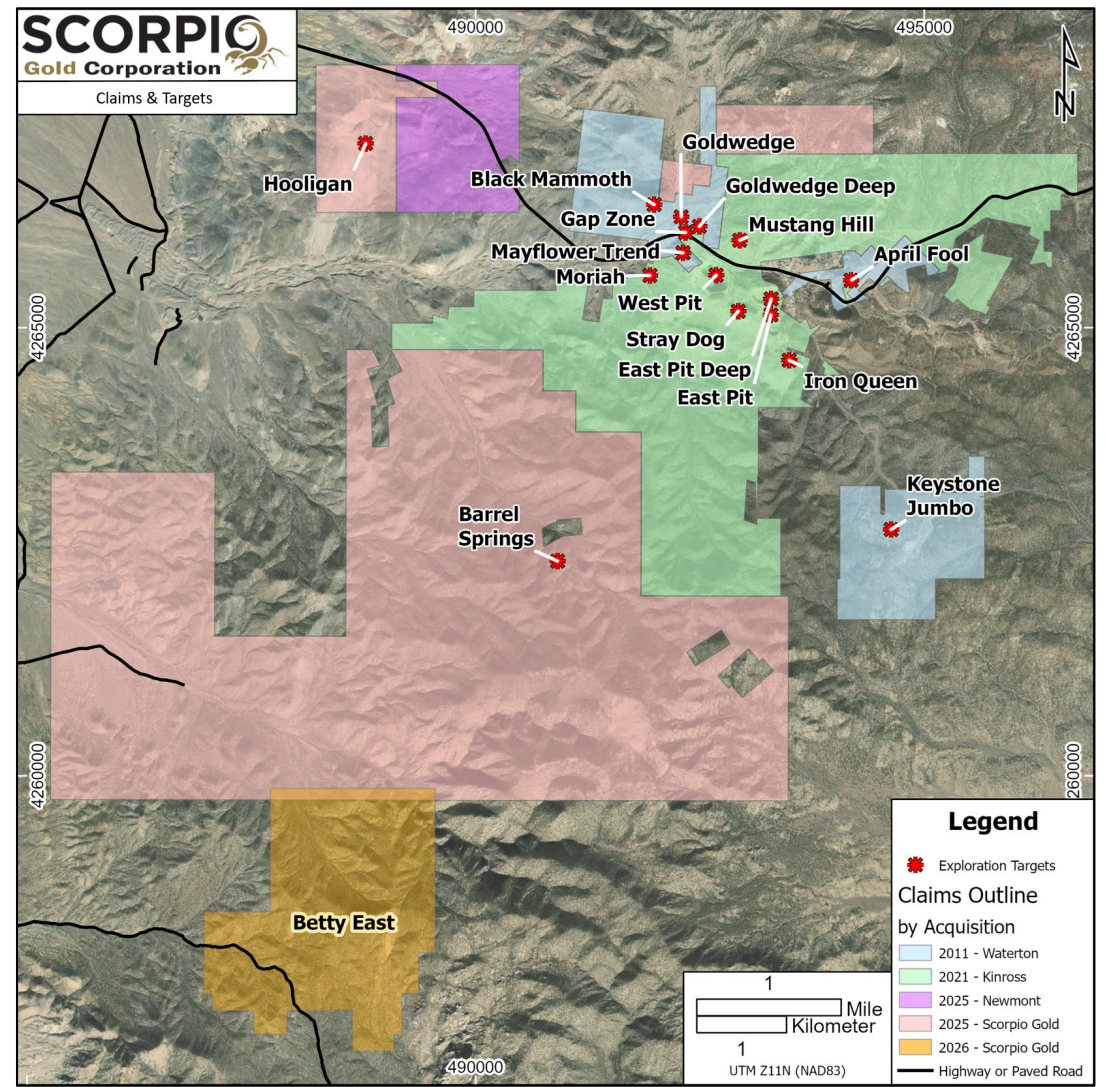 SCORPIO
Gold Corporation
Claims & Targets
490000
495000
N
Goldwedge
Hooligan
Black Mammoth
Goldwedge Deep
Gap Zone
Mustang Hill
Mayflower Trend
April Fool
Moriah
West Pit
4265000
4265000
Stray Dog
East Pit Deep
Iron Queen
East Pit
Keystone
Jumbo
Barrel
Springs
4260000
260000
Betty East
490000
Legend
Exploration Targets
Claims Outline
by Acquisition
2011 - Waterton
2021 - Kinross
2025 - Newmont
2025 - Scorpio Gold
2026 - Scorpio Gold
Highway or Paved Road
1
Mile
Kilometer
1
UTM Z11N (NAD83)